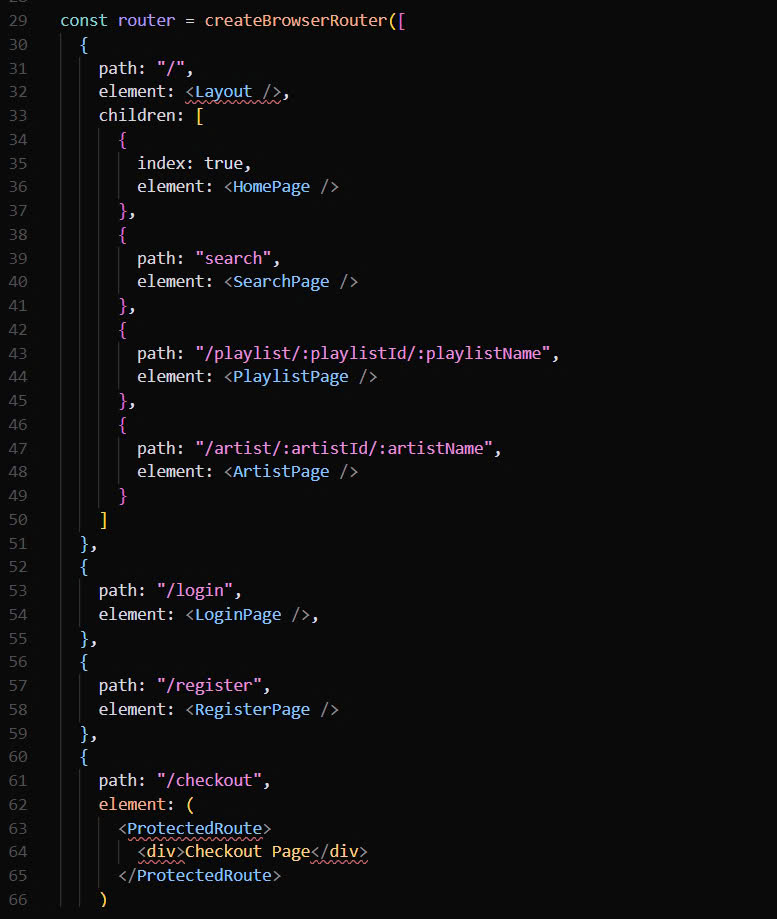 29 const router = createBrowserRouter([
30 {
31 path: "/",
32 element: <Layout />,
33 children: [
34 {
35 index: true,
36 element: <HomePage />
37 },
38 {
39 path: "search",
40 element: <SearchPage />
41 },
42 {
43 path: "/playlist/:playlistId/:playlistName",
44 element: <PlaylistPage />
45 },
46 {
47 path: "/artist/:artistId/:artistName",
48 element: <ArtistPage />
49 }
50 ]
51 },
52 {
53 path: "/login",
54 element: <LoginPage />,
55 },
56 {
57 path: "/register",
58 element: <RegisterPage />
59 },
60 {
61 path: "/checkout",
62 element: (
63 <ProtectedRoute>
64 <div>Checkout Page</div>
65 </ProtectedRoute>
66 )